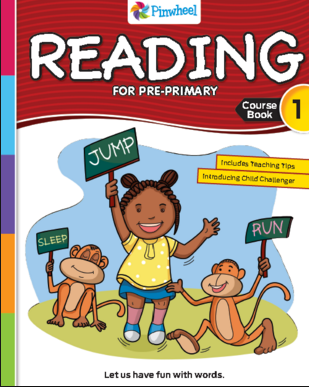 Pinwheel
READING
FOR PRE-PRIMARY
Course
Book
1
JUMP
Includes Teaching Tips
Introducing Child Challenger
SLEEP
RUN
Let us have fun with words.